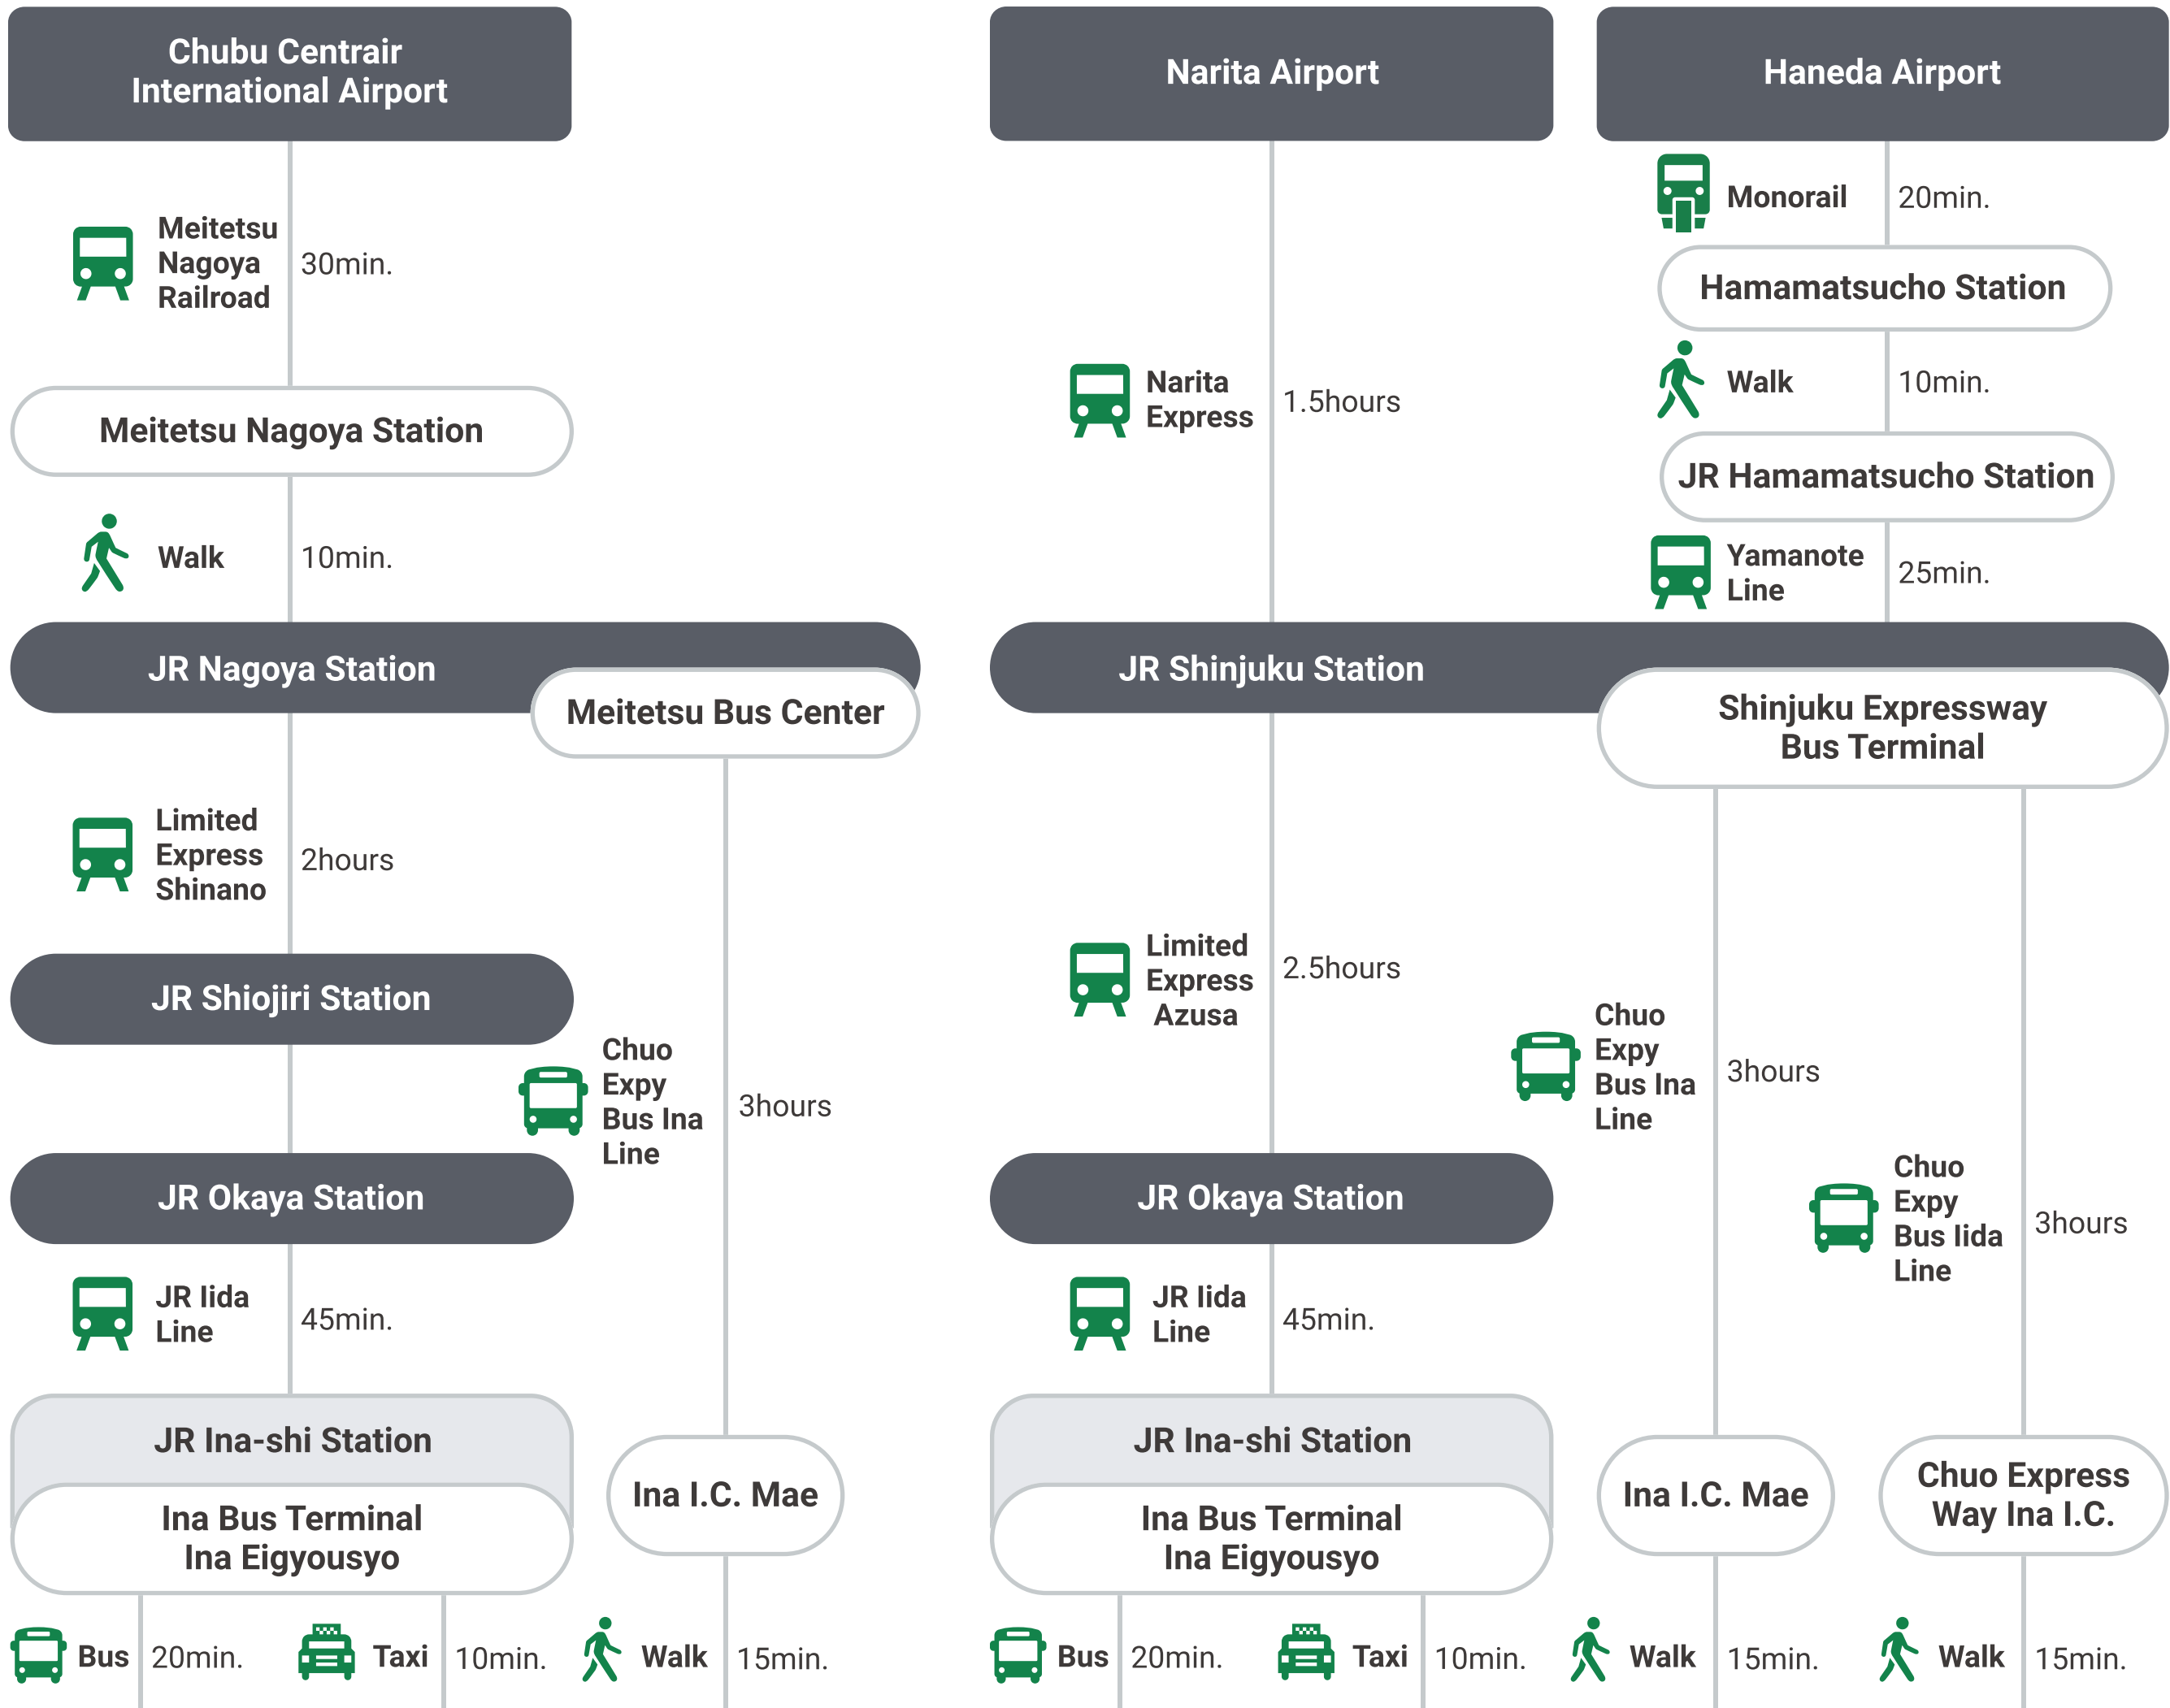 Chubu Centrair
International Airport
Meitetsu
Nagoya
Railroad
30min.
Meitetsu Nagoya Station
Walk
10min.
JR Nagoya Station
Meitetsu Bus Center
Limited
Express
Shinano
2hours
JR Shiojiri Station
Chuo
Expy
Bus Ina
Line
3hours
JR Okaya Station
JR Iida
Line
45min.
JR Ina-shi Station
Ina Bus Terminal
Ina Eigyousyo
Ina I.C. Mae
Bus
20min.
Taxi
10min.
Walk
15min.
Narita Airport
Haneda Airport
Narita
Express
1.5hours
Monorail
20min.
Hamamatsucho Station
Walk
10min.
JR Hamamatsucho Station
Yamanote
Line
25min.
JR Shinjuku Station
Shinjuku Expressway
Bus Terminal
Limited
Express
Azusa
2.5hours
Chuo
Expy
Bus Ina
Line
3hours
Chuo
Expy
Bus Iida
Line
3hours
JR Okaya Station
JR Iida
Line
45min.
JR Ina-shi Station
Ina Bus Terminal
Ina Eigyousyo
Ina I.C. Mae
Chuo Express
Way Ina I.C.
Bus
20min.
Taxi
10min.
Walk
15min.
Walk
15min.